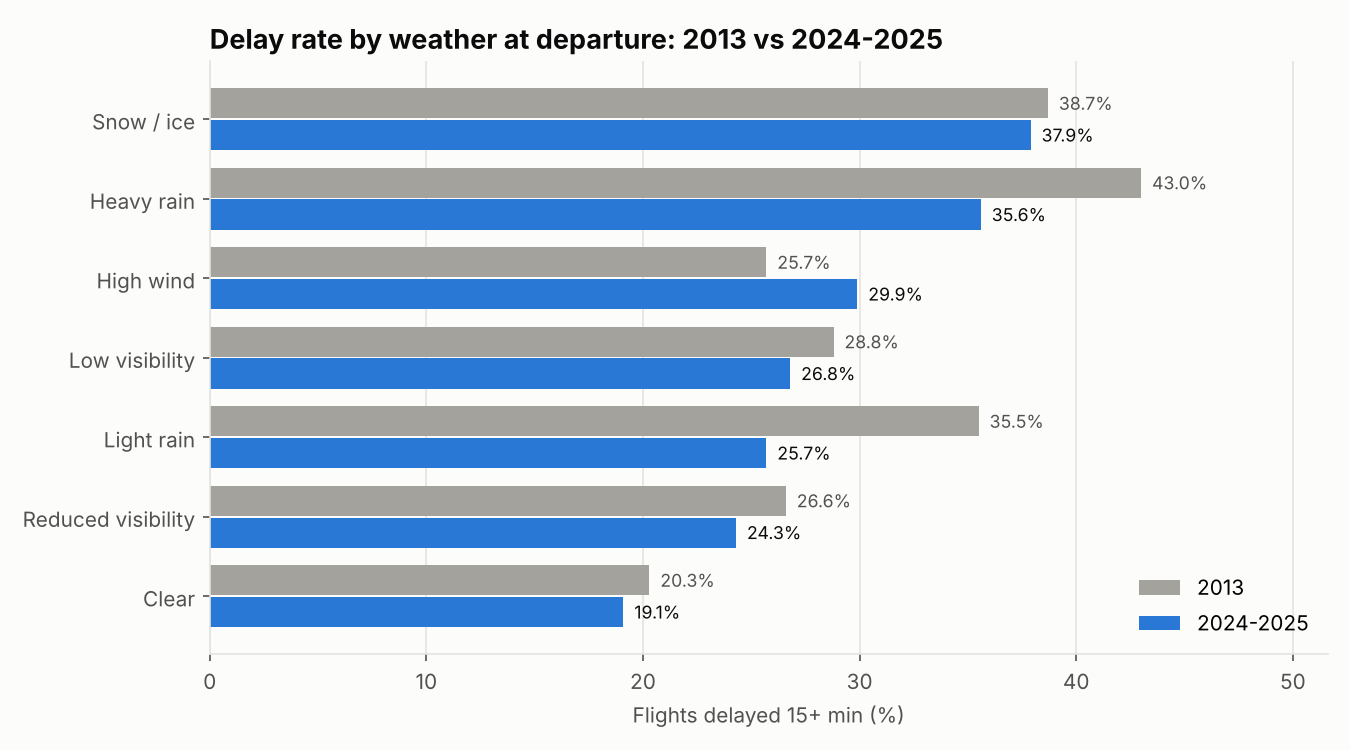 Delay rate by weather at departure: 2013 vs 2024-2025
Snow / ice
38.7%
37.9%
Heavy rain
43.0%
35.6%
High wind
25.7%
29.9%
Low visibility
28.8%
26.8%
Light rain
35.5%
25.7%
Reduced visibility
26.6%
24.3%
Clear
20.3%
19.1%
2013
2024-2025
0 10 20 30 40 50
Flights delayed 15+ min (%)